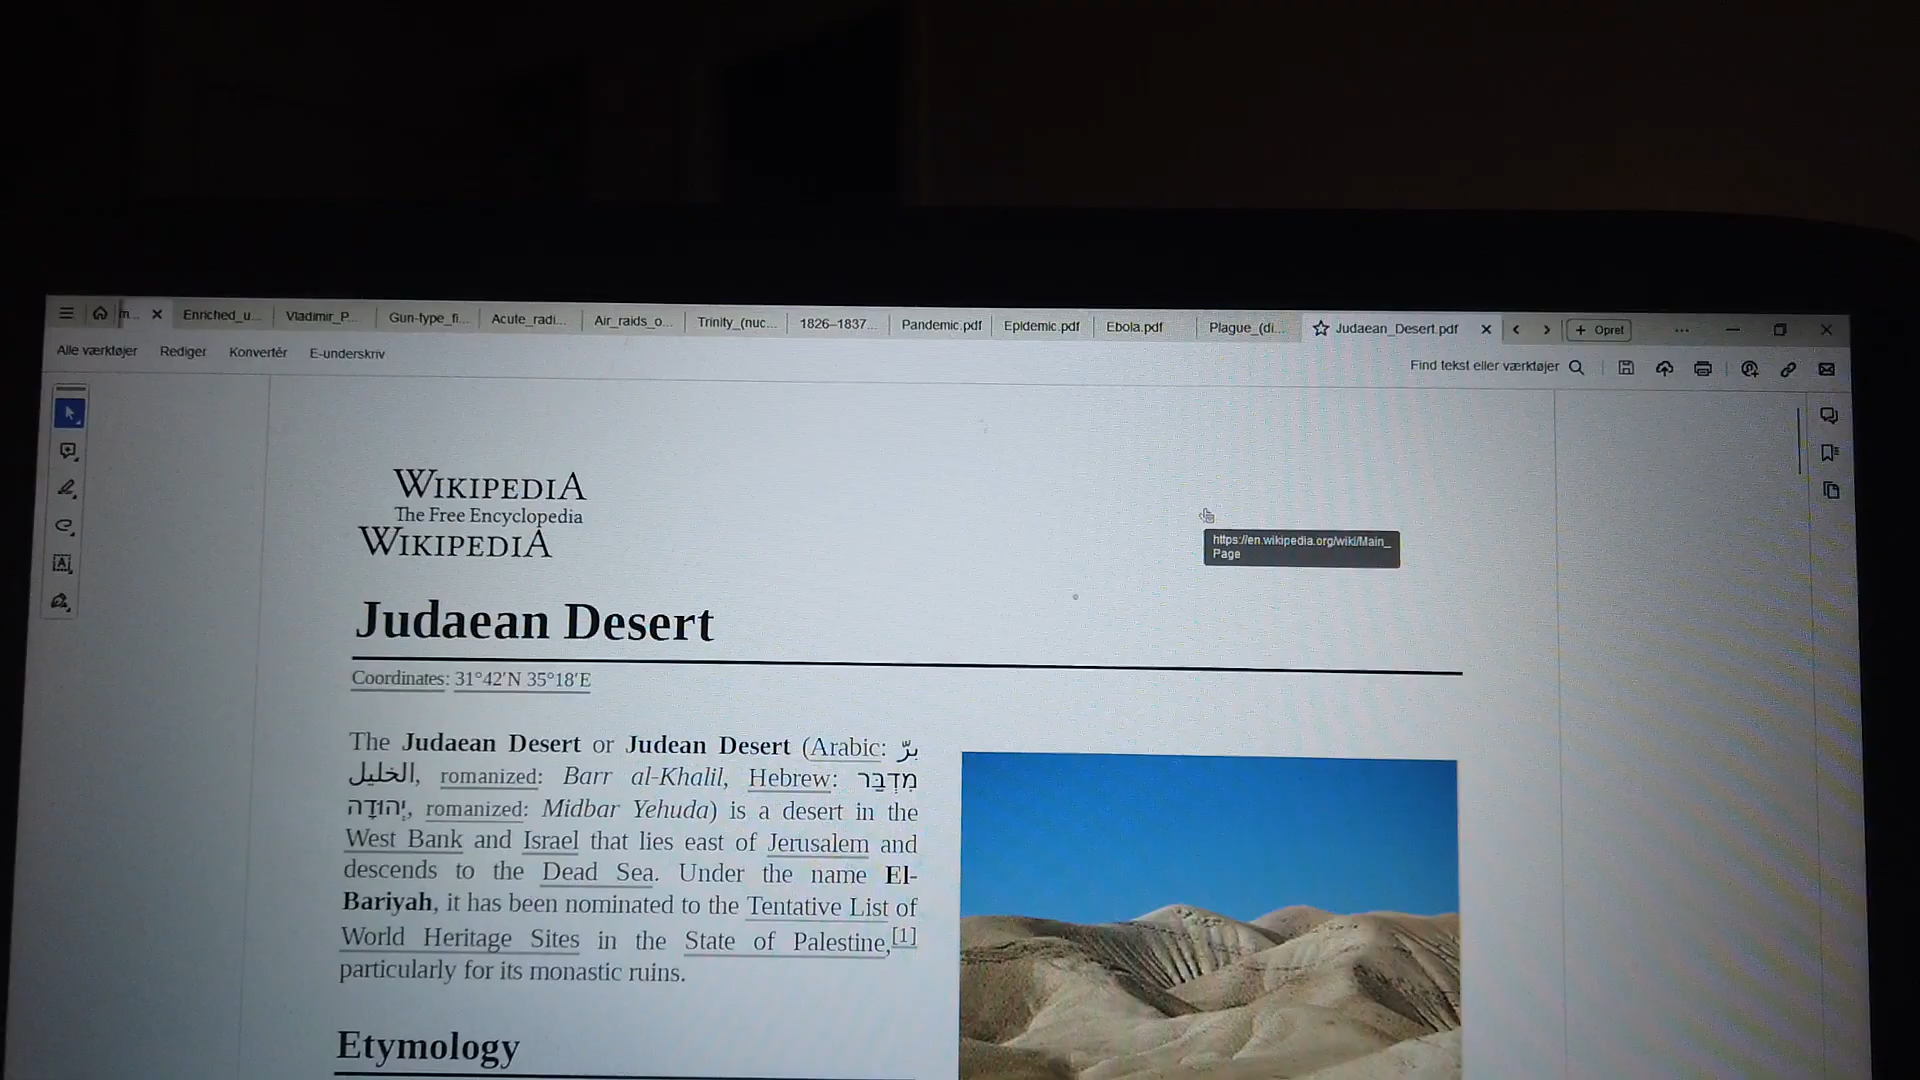 m... Enriched_u... Vladimir_P... Gun-type_fi... Acute_radi... Air_raids_o... Trinity_(nuc... 1826–1837... Pandemic.pdf Epidemic.pdf Ebola.pdf Plague_(di... Judaean_Desert.pdf + Opret
Alle værktøjer Rediger Konvertér E-underskriv
Find tekst eller værktøjer
WIKIPEDIA
The Free Encyclopedia
WIKIPEDIA
https://en.wikipedia.org/wiki/Main_
Page
Judaean Desert
Coordinates: 31°42′N 35°18′E
The Judaean Desert or Judean Desert (Arabic: برّ
الخليل, romanized: Barr al-Khalil, Hebrew: מִדְבַּר
יְהוּדָה, romanized: Midbar Yehuda) is a desert in the
West Bank and Israel that lies east of Jerusalem and
descends to the Dead Sea. Under the name El-
Bariyah, it has been nominated to the Tentative List of
World Heritage Sites in the State of Palestine,[1]
particularly for its monastic ruins.
Etymology